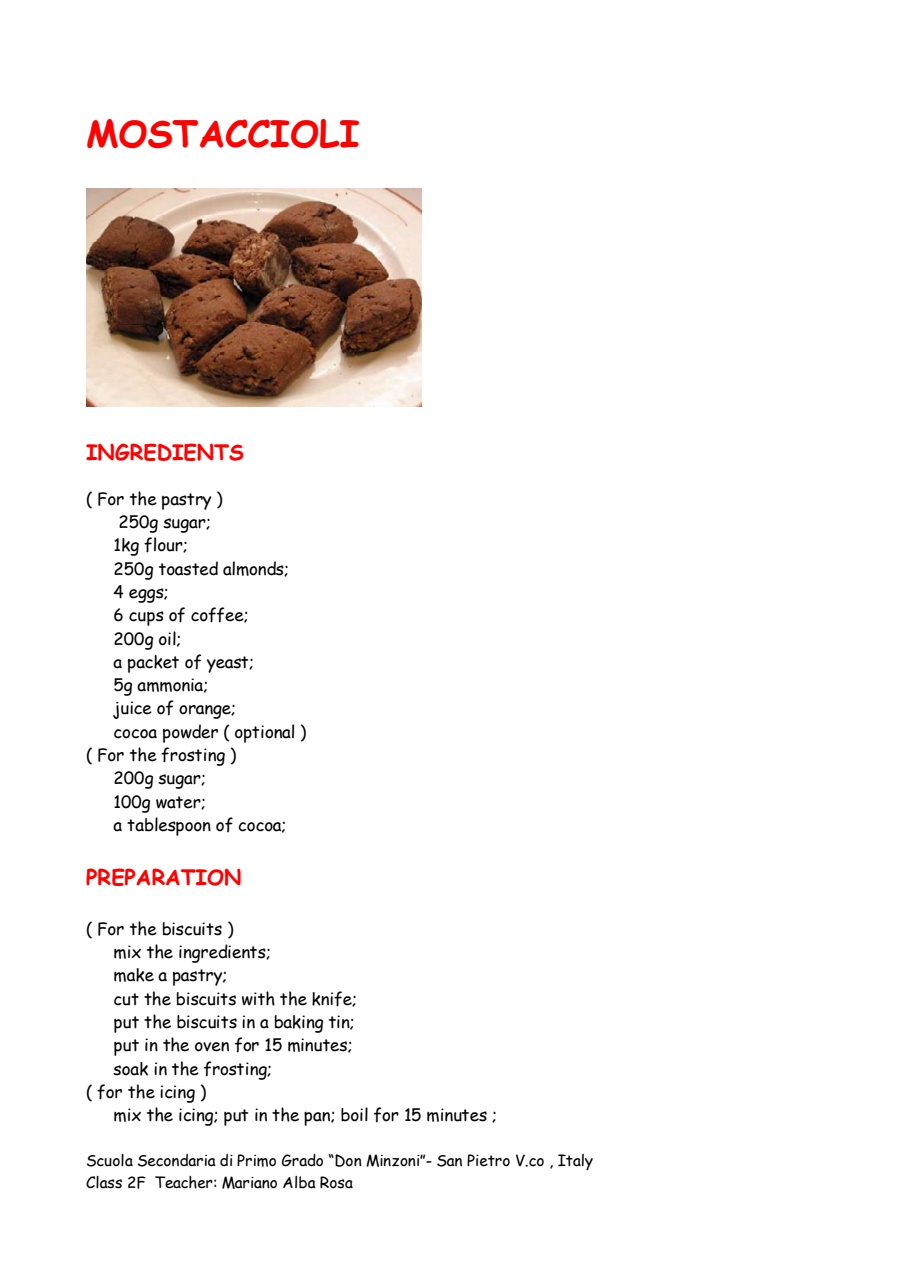 MOSTACCIOLI
INGREDIENTS
( For the pastry )
250g sugar;
1kg flour;
250g toasted almonds;
4 eggs;
6 cups of coffee;
200g oil;
a packet of yeast;
5g ammonia;
juice of orange;
cocoa powder ( optional )
( For the frosting )
200g sugar;
100g water;
a tablespoon of cocoa;
PREPARATION
( For the biscuits )
mix the ingredients;
make a pastry;
cut the biscuits with the knife;
put the biscuits in a baking tin;
put in the oven for 15 minutes;
soak in the frosting;
( for the icing )
mix the icing; put in the pan; boil for 15 minutes ;
Scuola Secondaria di Primo Grado “Don Minzoni”- San Pietro V.co , Italy
Class 2F  Teacher: Mariano Alba Rosa